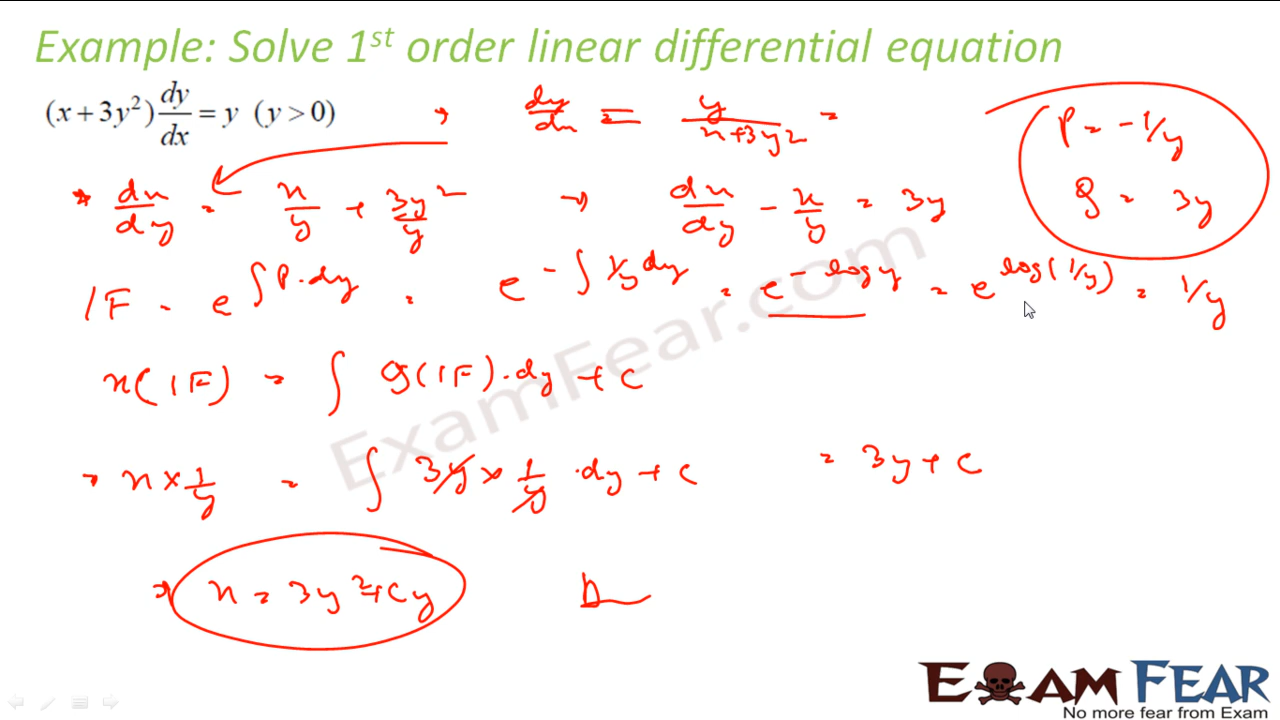 Example: Solve 1st order linear differential equation
(x + 3y²) dy/dx = y (y > 0) → dy/dx = y/(x+3y²) =
P = -1/y
* dx/dy = x/y + 3y²/y → dx/dy - x/y = 3y
Q = 3y
IF = e^∫P·dy = e^-∫1/y dy = e^-log y = e^log(1/y) = 1/y
x(IF) = ∫ Q(IF)·dy + c
→ x × 1/y = ∫ 3y × 1/y · dy + c = 3y + c
→ x = 3y² + cy
ExamFear.com
EXAM FEAR
No more fear from Exam